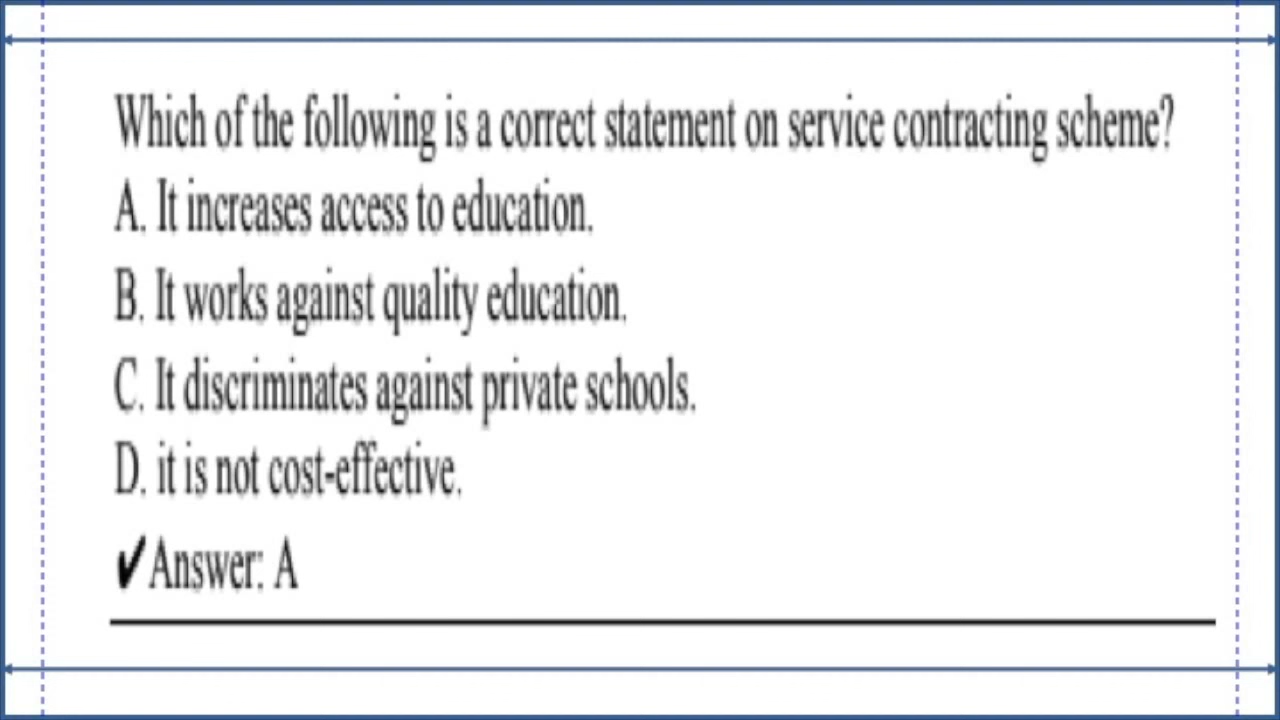 Which of the following is a correct statement on service contracting scheme?
A. It increases access to education.
B. It works against quality education.
C. It discriminates against private schools.
D. it is not cost-effective.
✔Answer: A